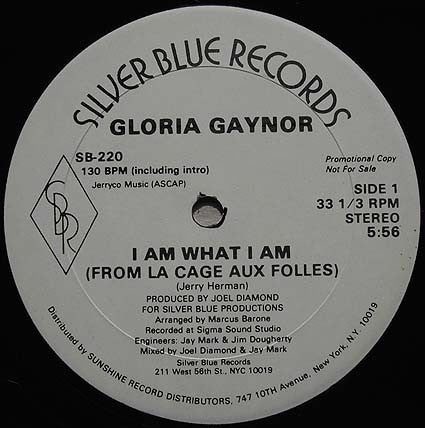 SILVER BLUE RECORDS
GLORIA GAYNOR
SB-220
130 BPM (including intro)
Jerryco Music (ASCAP)
Promotional Copy
Not For Sale
SBR
SIDE 1
33 1/3 RPM
STEREO
5:56
I AM WHAT I AM
(FROM LA CAGE AUX FOLLES)
(Jerry Herman)
PRODUCED BY JOEL DIAMOND
FOR SILVER BLUE PRODUCTIONS
Arranged by Marcus Barone
Recorded at Sigma Sound Studio
Engineers: Jay Mark & Jim Dougherty
Mixed by Joel Diamond & Jay Mark
Silver Blue Records
211 West 56th St., NYC 10019
Distributed by SUNSHINE RECORD DISTRIBUTORS, 747 10TH Avenue, New York, N.Y. 10019